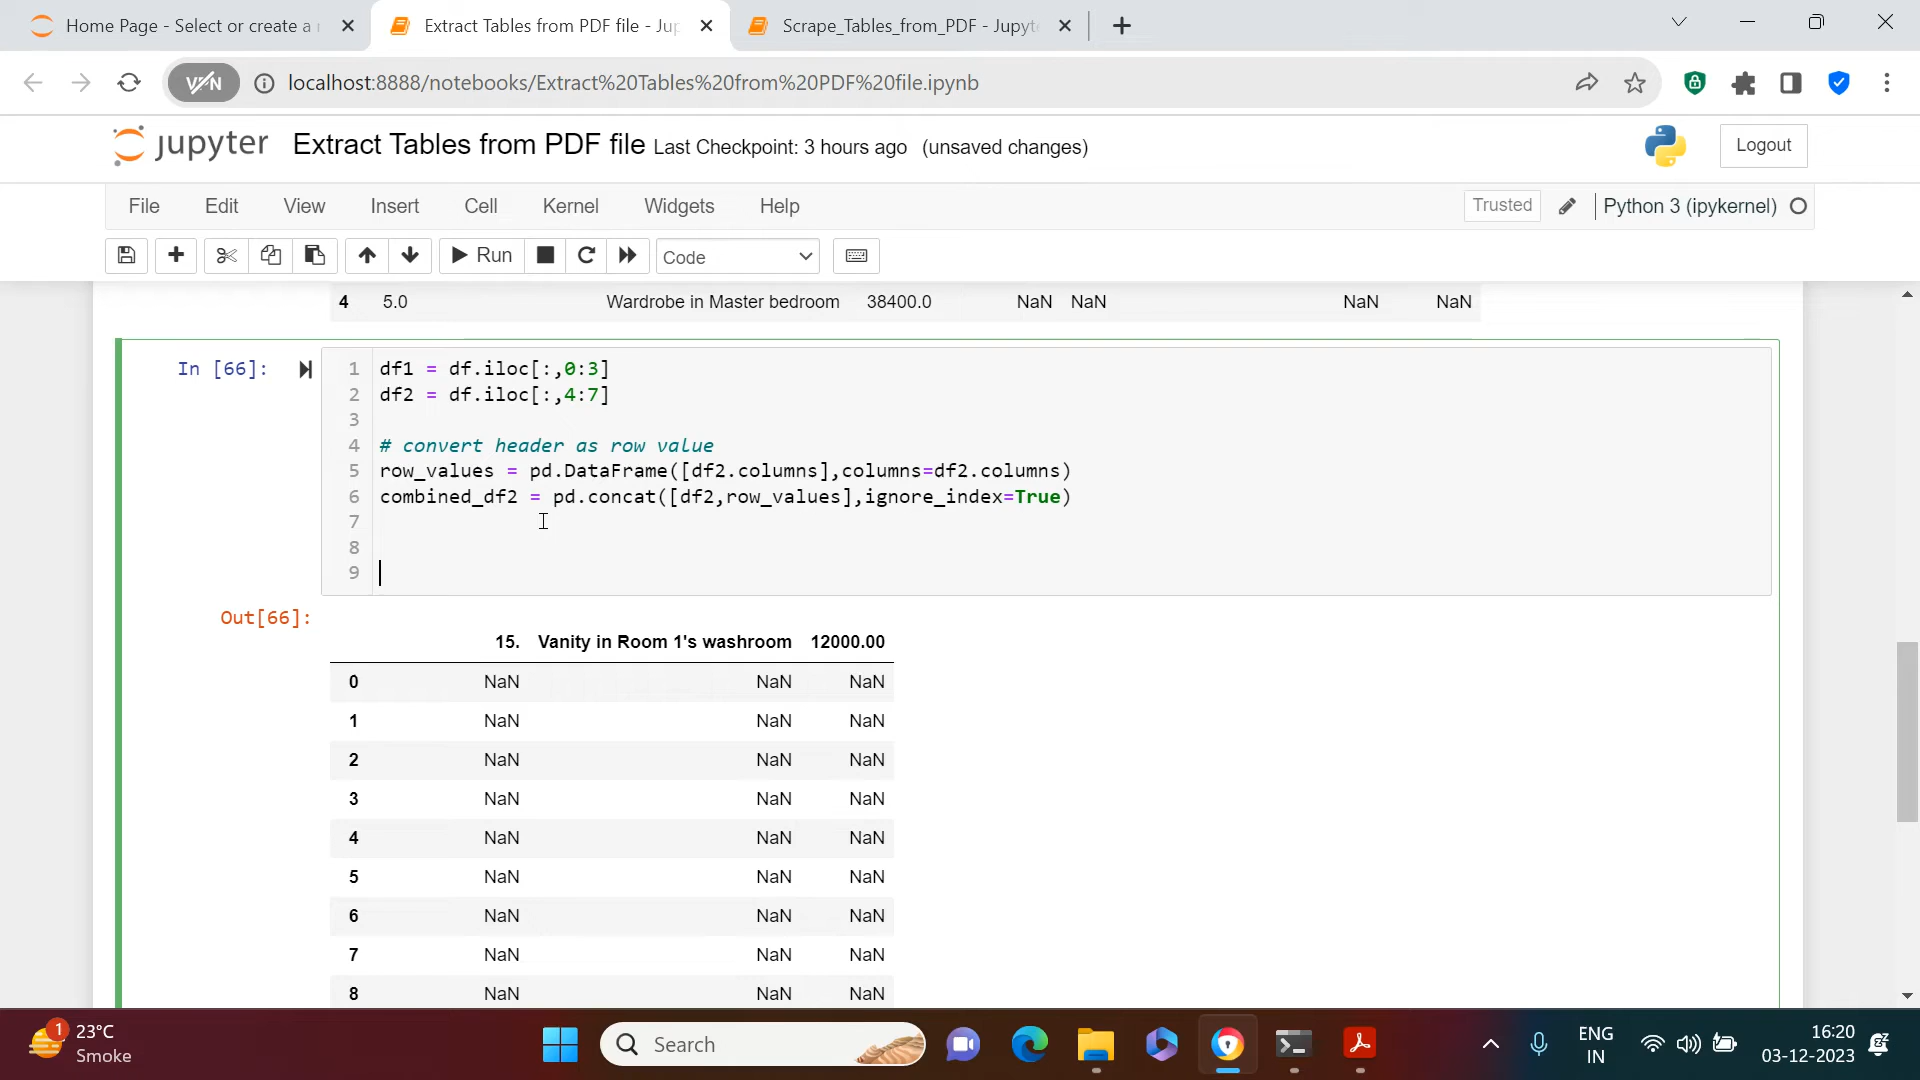 Home Page - Select or create a
Extract Tables from PDF file - Jup
Scrape_Tables_from_PDF - Jupyt
VPN
localhost:8888/notebooks/Extract%20Tables%20from%20PDF%20file.ipynb
jupyter Extract Tables from PDF file Last Checkpoint: 3 hours ago (unsaved changes)
Logout
File Edit View Insert Cell Kernel Widgets Help
Trusted
Python 3 (ipykernel)
Run
Code
4 5.0 Wardrobe in Master bedroom 38400.0 NaN NaN NaN NaN
In [66]:
1 df1 = df.iloc[:,0:3]
2 df2 = df.iloc[:,4:7]
3
4 # convert header as row value
5 row_values = pd.DataFrame([df2.columns],columns=df2.columns)
6 combined_df2 = pd.concat([df2,row_values],ignore_index=True)
7
8
9
Out[66]:
15. Vanity in Room 1's washroom 12000.00
0 NaN NaN NaN
1 NaN NaN NaN
2 NaN NaN NaN
3 NaN NaN NaN
4 NaN NaN NaN
5 NaN NaN NaN
6 NaN NaN NaN
7 NaN NaN NaN
8 NaN NaN NaN
1
23°C
Smoke
Search
ENG
IN
16:20
03-12-2023